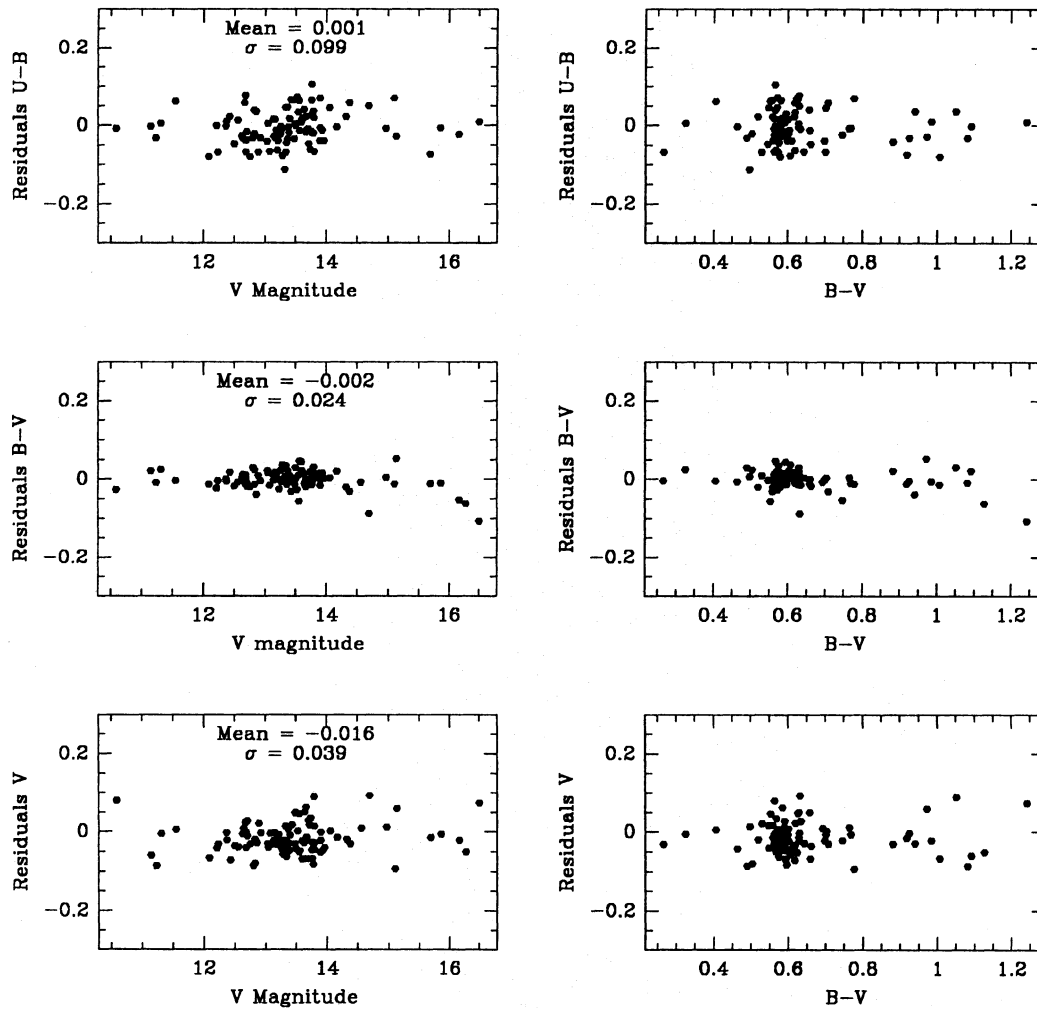 Residuals U-B
0.2
0
-0.2
Mean = 0.001
σ = 0.099
12
14
16
V Magnitude
0.2
0
-0.2
0.4
0.6
0.8
1
1.2
B-V
Residuals B-V
0.2
0
-0.2
Mean = -0.002
σ = 0.024
12
14
16
V magnitude
Residuals B-V
0.2
0
-0.2
0.4
0.6
0.8
1
1.2
B-V
Residuals V
0.2
0
-0.2
Mean = -0.016
σ = 0.039
12
14
16
V Magnitude
Residuals V
0.2
0
-0.2
0.4
0.6
0.8
1
1.2
B-V
Residuals U-B